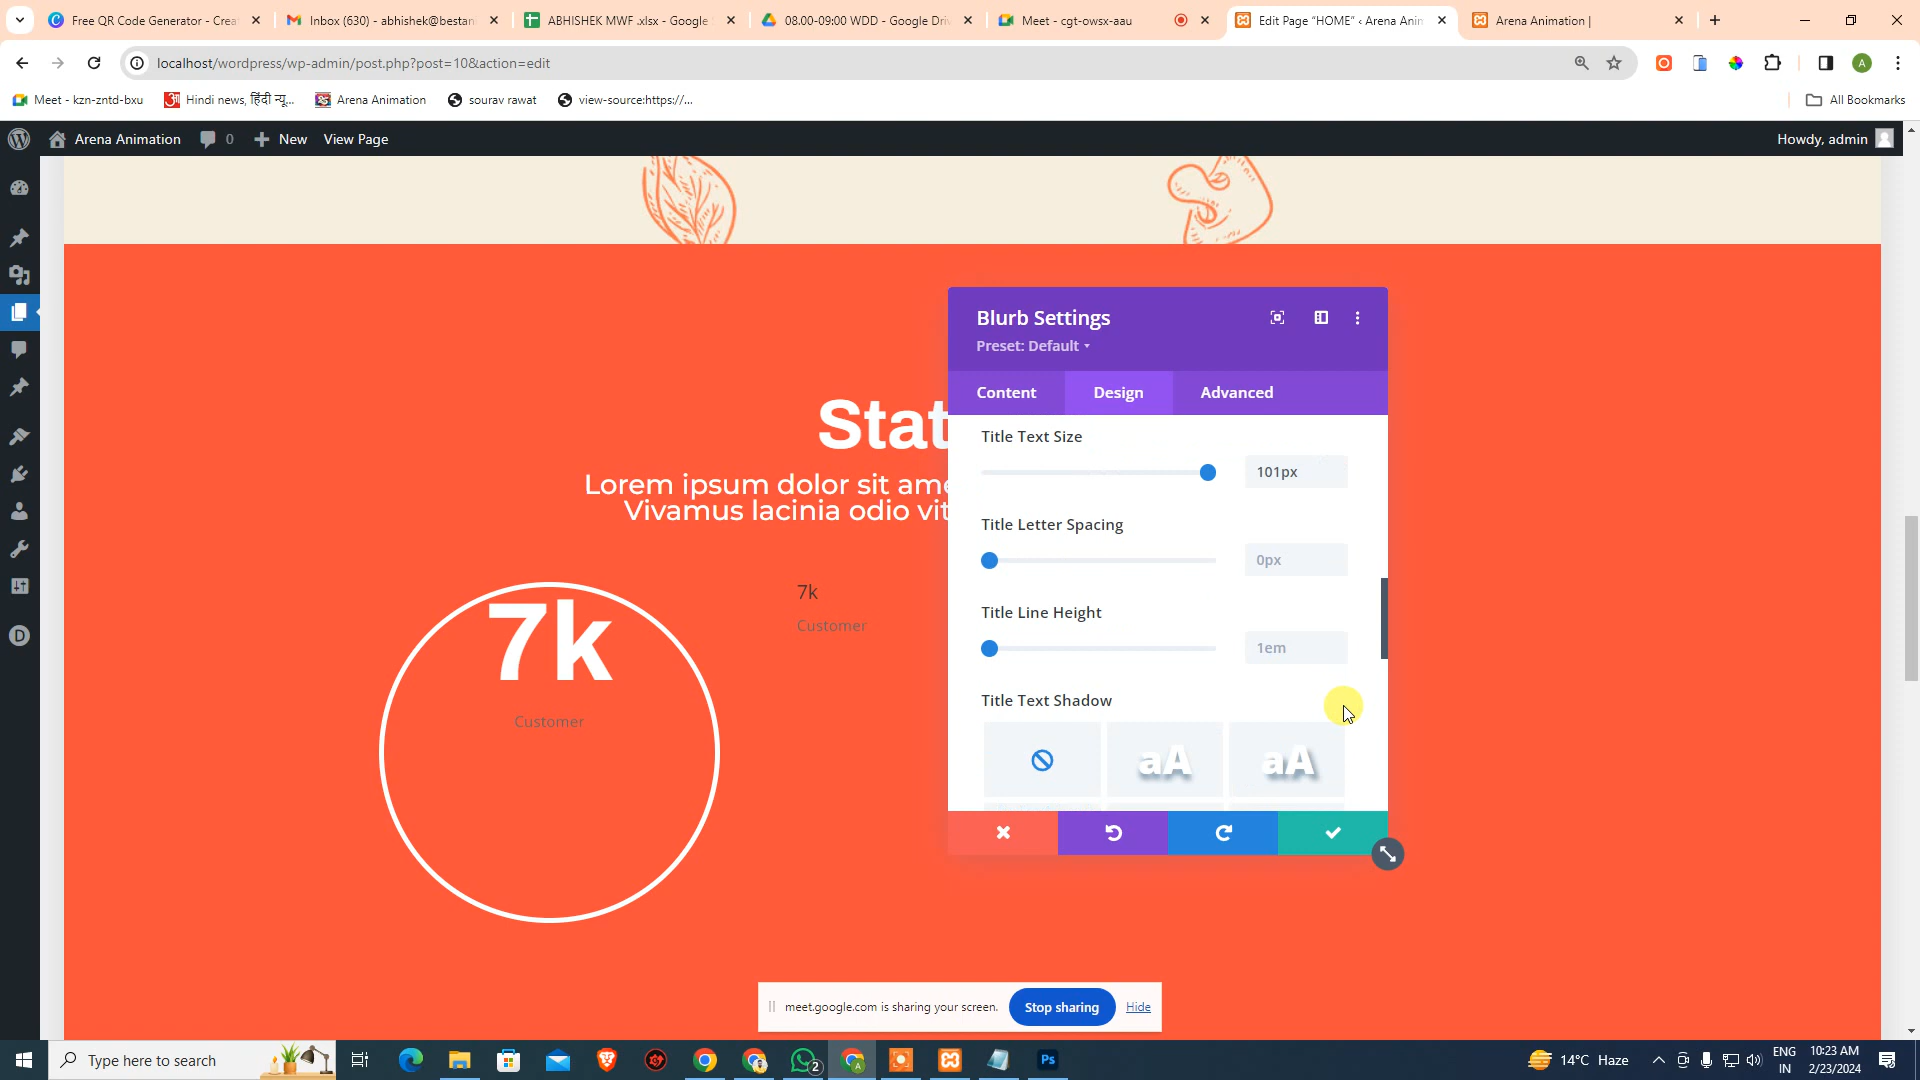 Free QR Code Generator - Crea
Inbox (630) - abhishek@bestan
ABHISHEK MWF .xlsx - Google
08.00-09:00 WDD - Google Dri
Meet - cgt-owsx-aau
Edit Page “HOME” ‹ Arena Anin
Arena Animation |
localhost/wordpress/wp-admin/post.php?post=10&action=edit
A
Meet - kzn-zntd-bxu
Hindi news, हिंदी न्यू...
Arena Animation
sourav rawat
view-source:https://...
All Bookmarks
Arena Animation
0
New
View Page
Howdy, admin
Blurb Settings
Preset: Default
Content
Design
Advanced
Title Text Size
101px
Title Letter Spacing
0px
Title Line Height
1em
Title Text Shadow
aA
aA
Stat
Lorem ipsum dolor sit ame
Vivamus lacinia odio vit
7k
Customer
7k
Customer
D
meet.google.com is sharing your screen.
Stop sharing
Hide
Type here to search
2
A
Ps
14°C Haze
ENG
IN
10:23 AM
2/23/2024